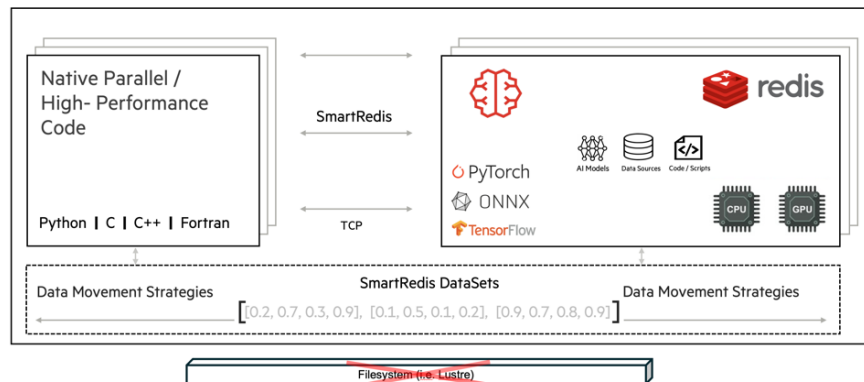 Native Parallel /
High- Performance
Code
Python | C | C++ | Fortran
SmartRedis
TCP
redis
AI Models
Data Sources
Code / Scripts
PyTorch
ONNX
TensorFlow
CPU
GPU
SmartRedis DataSets
Data Movement Strategies
[[0.2, 0.7, 0.3, 0.9], [0.1, 0.5, 0.1, 0.2], [0.9, 0.7, 0.8, 0.9]]
Data Movement Strategies
Filesystem (i.e. Lustre)